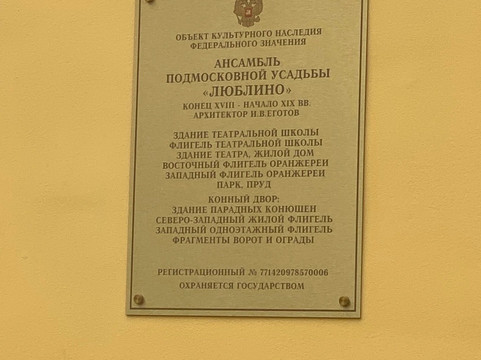 ОБЪЕКТ КУЛЬТУРНОГО НАСЛЕДИЯ
ФЕДЕРАЛЬНОГО ЗНАЧЕНИЯ
АНСАМБЛЬ
ПОДМОСКОВНОЙ УСАДЬБЫ
«ЛЮБЛИНО»
КОНЕЦ XVIII - НАЧАЛО XIX ВВ.
АРХИТЕКТОР И.В.ЕГОТОВ
ЗДАНИЕ ТЕАТРАЛЬНОЙ ШКОЛЫ
ФЛИГЕЛЬ ТЕАТРАЛЬНОЙ ШКОЛЫ
ЗДАНИЕ ТЕАТРА, ЖИЛОЙ ДОМ
ВОСТОЧНЫЙ ФЛИГЕЛЬ ОРАНЖЕРЕИ
ЗАПАДНЫЙ ФЛИГЕЛЬ ОРАНЖЕРЕИ
ПАРК, ПРУД
КОННЫЙ ДВОР:
ЗДАНИЕ ПАРАДНЫХ КОНЮШЕН
СЕВЕРО-ЗАПАДНЫЙ ЖИЛОЙ ФЛИГЕЛЬ
ЗАПАДНЫЙ ОДНОЭТАЖНЫЙ ФЛИГЕЛЬ
ФРАГМЕНТЫ ВОРОТ И ОГРАДЫ
РЕГИСТРАЦИОННЫЙ № 771420978570006
ОХРАНЯЕТСЯ ГОСУДАРСТВОМ